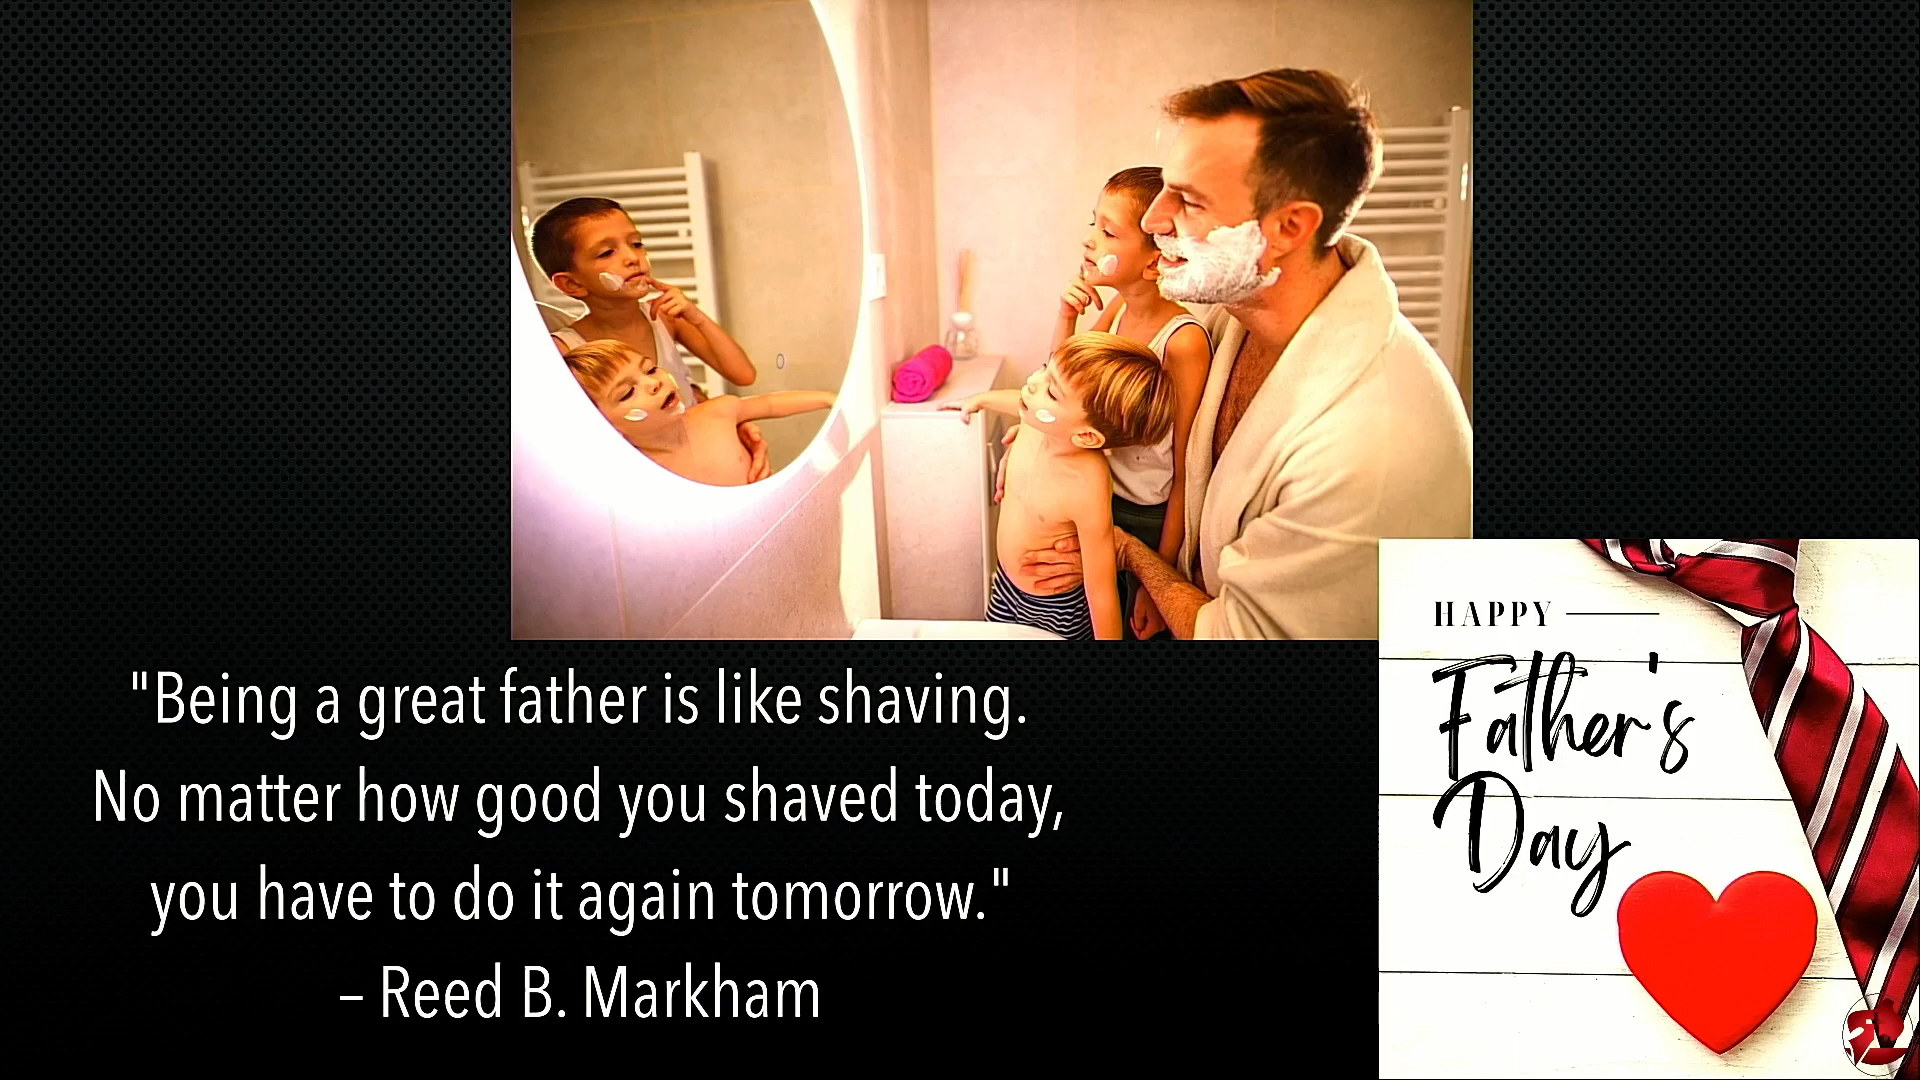 "Being a great father is like shaving.
No matter how good you shaved today,
you have to do it again tomorrow."
– Reed B. Markham
HAPPY
Father's
Day